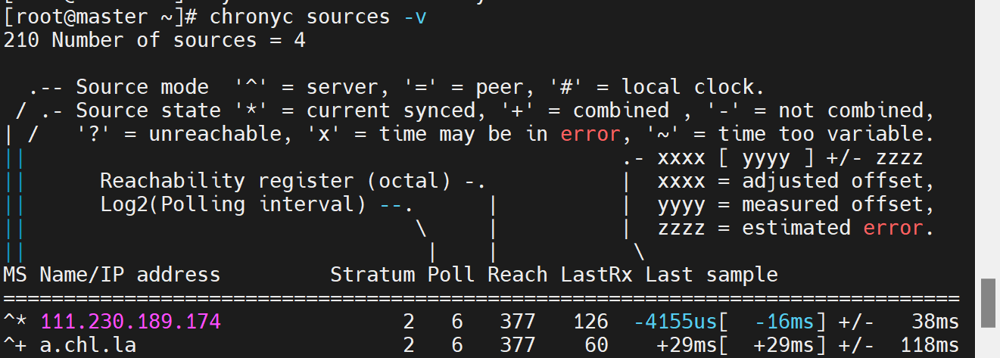 [root@master ~]# chronyc sources -v
210 Number of sources = 4

  .-- Source mode  '^' = server, '=' = peer, '#' = local clock.
 / .- Source state '*' = current synced, '+' = combined , '-' = not combined,
| /   '?' = unreachable, 'x' = time may be in error, '~' = time too variable.
||                                                 .- xxxx [ yyyy ] +/- zzzz
||      Reachability register (octal) -.           |  xxxx = adjusted offset,
||      Log2(Polling interval) --.      |          |  yyyy = measured offset,
||                                \     |          |  zzzz = estimated error.
||                                 |    |           \
MS Name/IP address         Stratum Poll Reach LastRx Last sample
===============================================================================
^* 111.230.189.174               2   6   377   126  -4155us[  -16ms] +/-   38ms
^+ a.chl.la                      2   6   377    60    +29ms[  +29ms] +/-  118ms